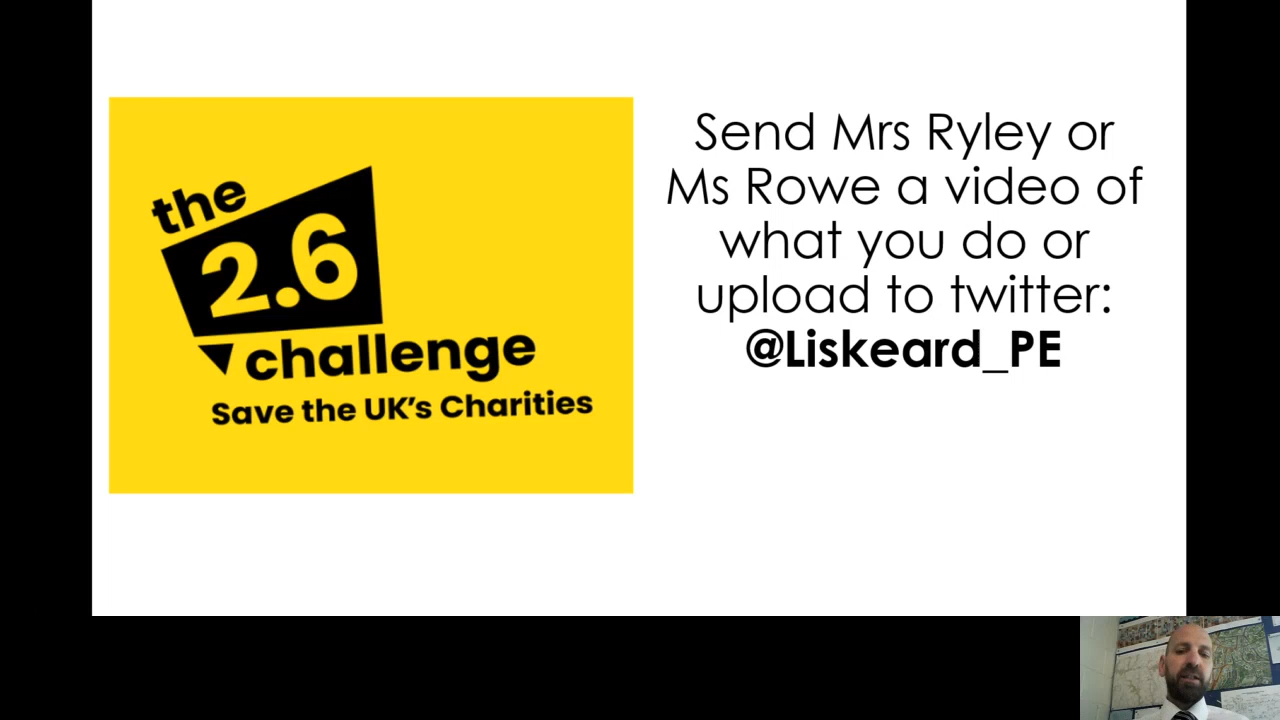 the
2.6
challenge
Save the UK's Charities
Send Mrs Ryley or
Ms Rowe a video of
what you do or
upload to twitter:
@Liskeard_PE